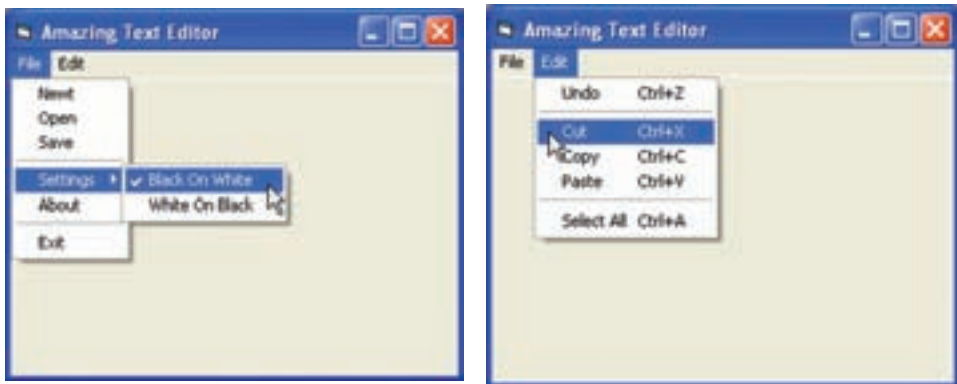 Amazing Text Editor
File Edit
Newt
Open
Save
Settings
Black On White
About
White On Black
Exit
Amazing Text Editor
File Edit
Undo Ctrl+Z
Cut Ctrl+X
Copy Ctrl+C
Paste Ctrl+V
Select All Ctrl+A